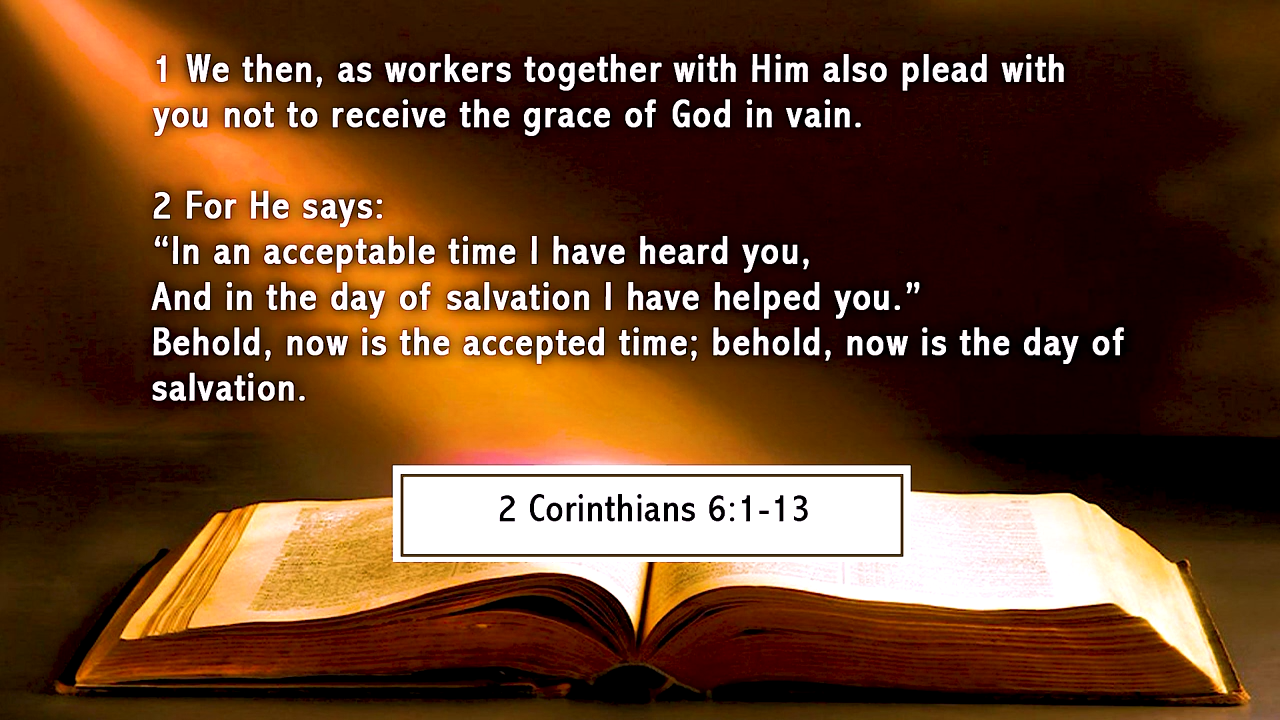 1 We then, as workers together with Him also plead with
you not to receive the grace of God in vain.
2 For He says:
“In an acceptable time I have heard you,
And in the day of salvation I have helped you.”
Behold, now is the accepted time; behold, now is the day of
salvation.
2 Corinthians 6:1-13